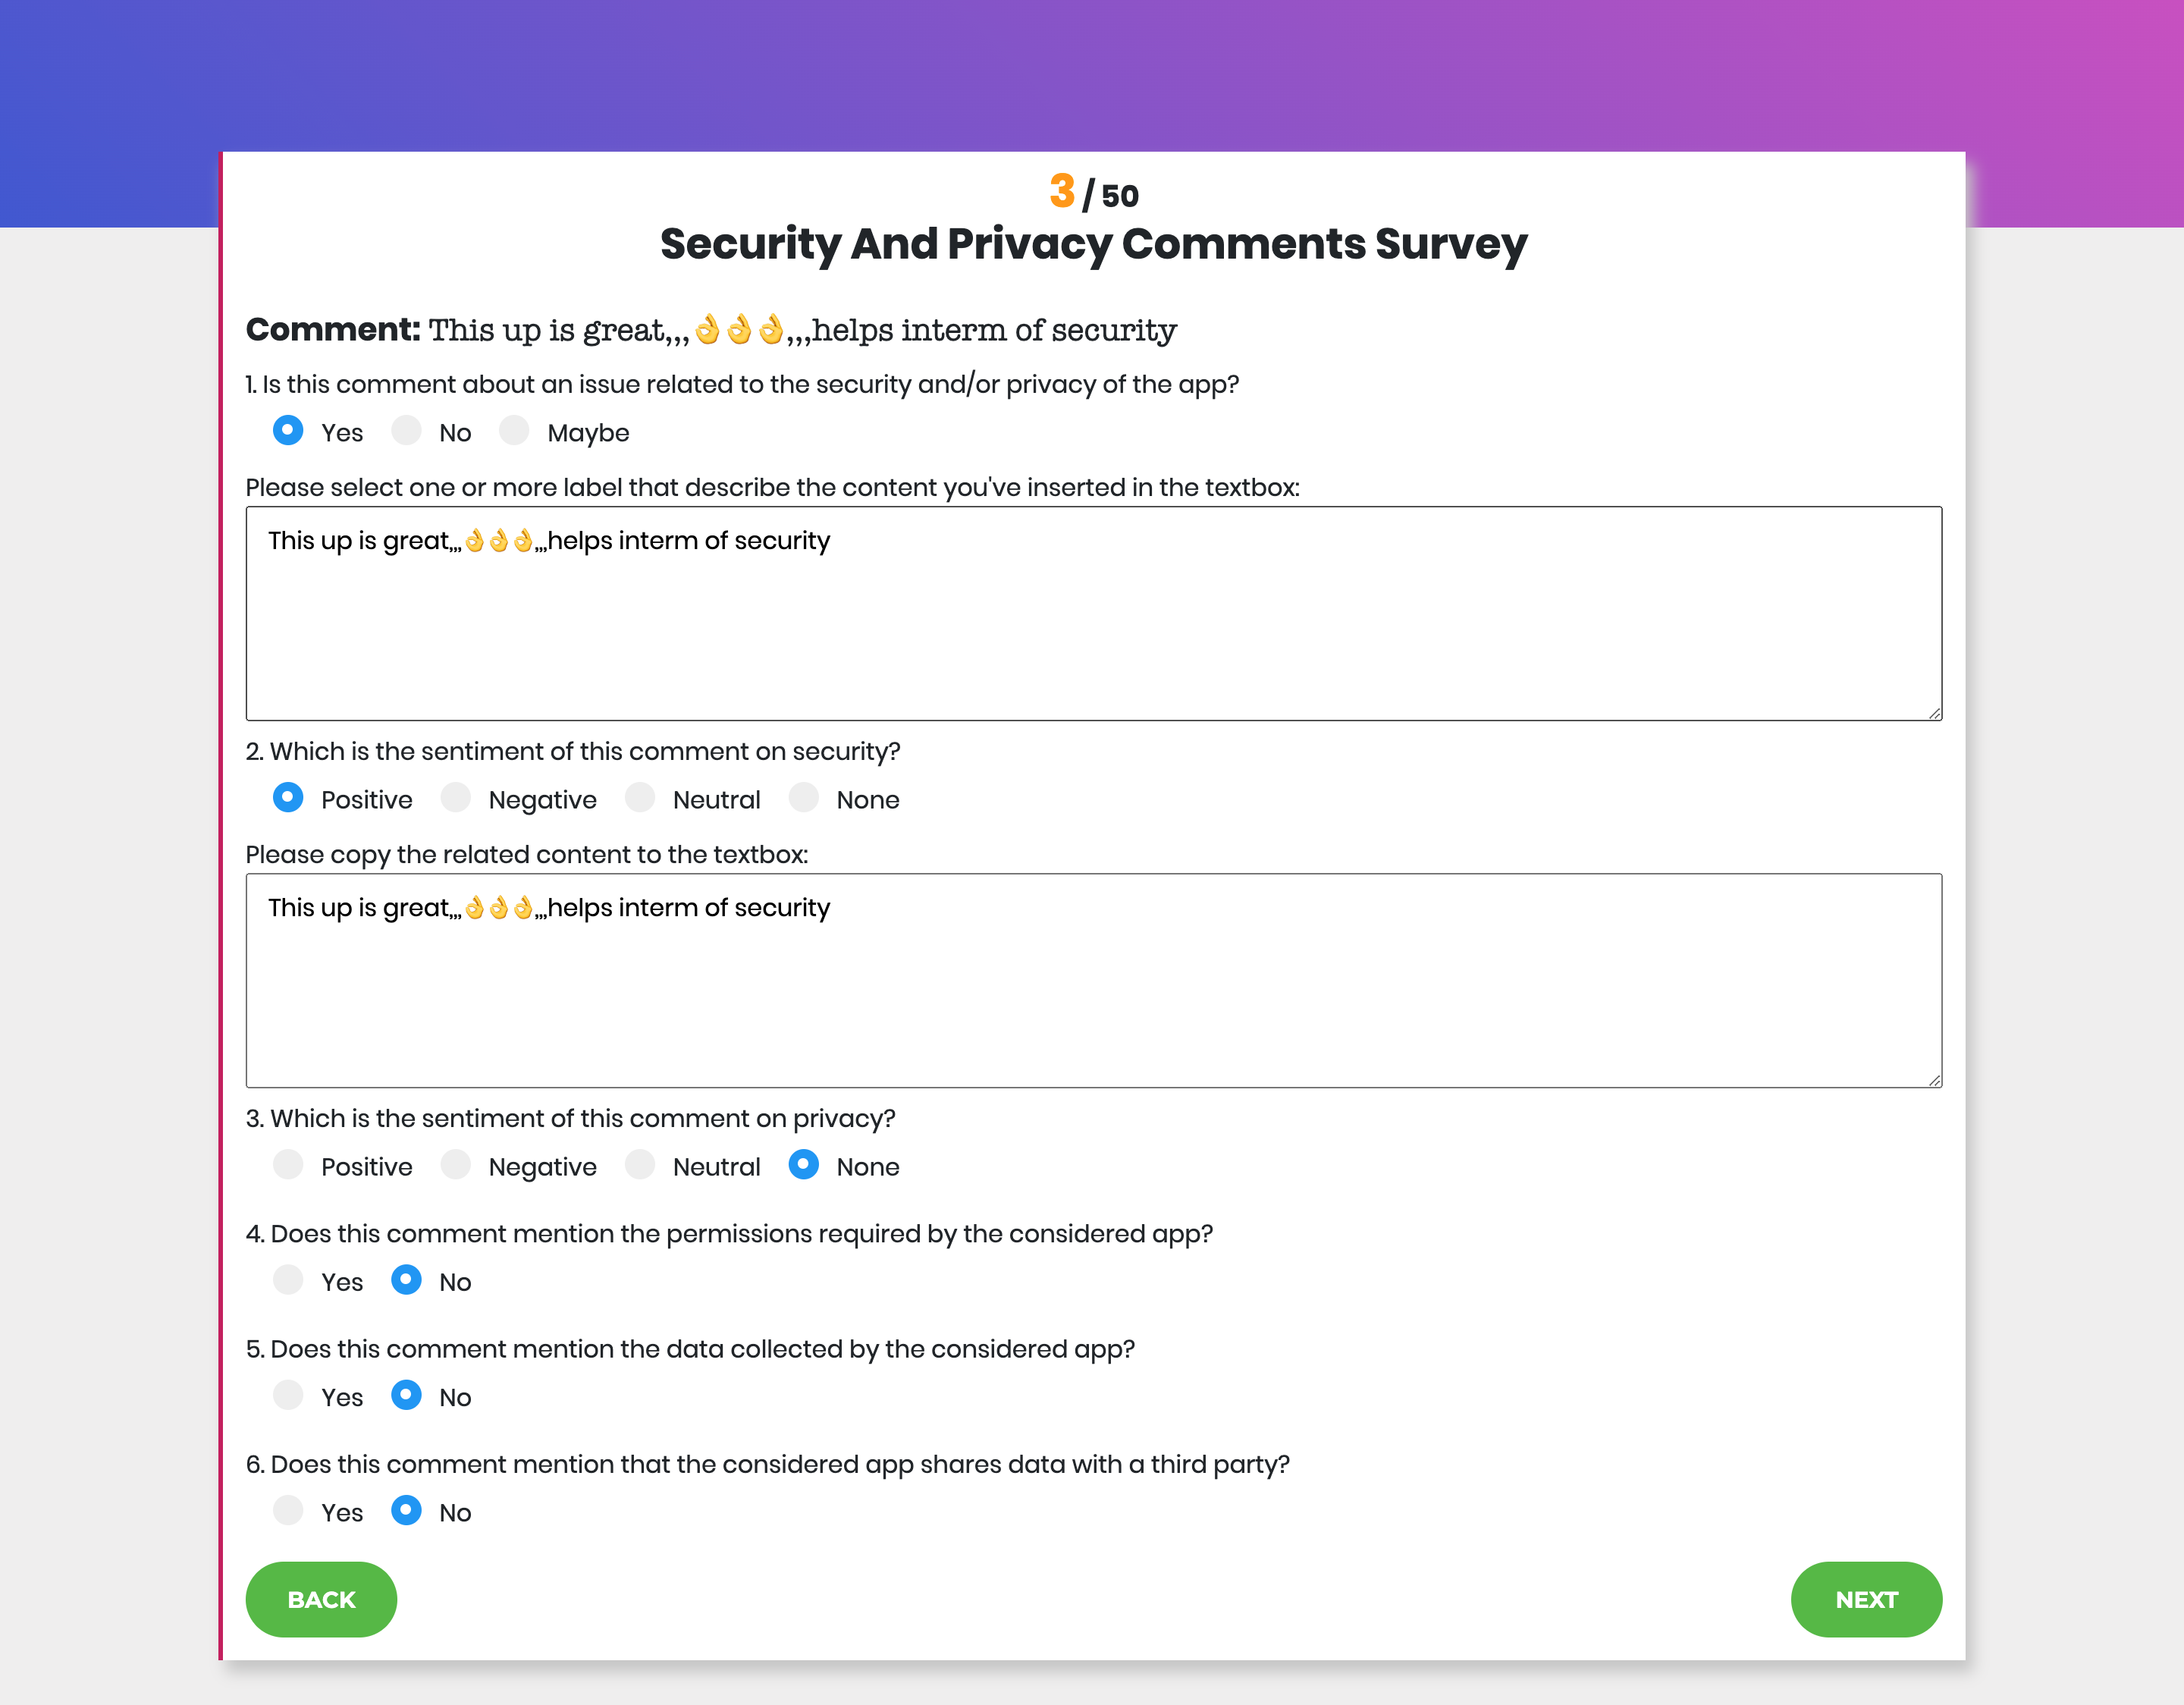 3 / 50
Security And Privacy Comments Survey
Comment: This up is great,,,👌👌👌,,,helps interm of security
1. Is this comment about an issue related to the security and/or privacy of the app?
Yes No Maybe
Please select one or more label that describe the content you've inserted in the textbox:
This up is great,,,👌👌👌,,,helps interm of security
2. Which is the sentiment of this comment on security?
Positive Negative Neutral None
Please copy the related content to the textbox:
This up is great,,,👌👌👌,,,helps interm of security
3. Which is the sentiment of this comment on privacy?
Positive Negative Neutral None
4. Does this comment mention the permissions required by the considered app?
Yes No
5. Does this comment mention the data collected by the considered app?
Yes No
6. Does this comment mention that the considered app shares data with a third party?
Yes No
BACK NEXT